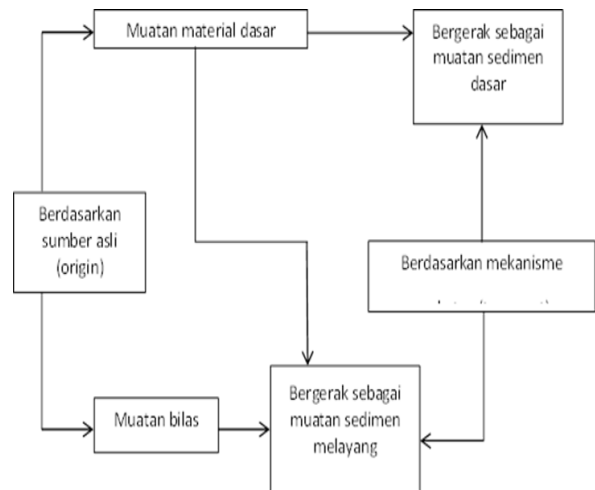 Muatan material dasar
Bergerak sebagai
muatan sedimen
dasar
Berdasarkan
sumber asli
(origin)
Berdasarkan mekanisme
Muatan bilas
Bergerak sebagai
muatan sedimen
melayang